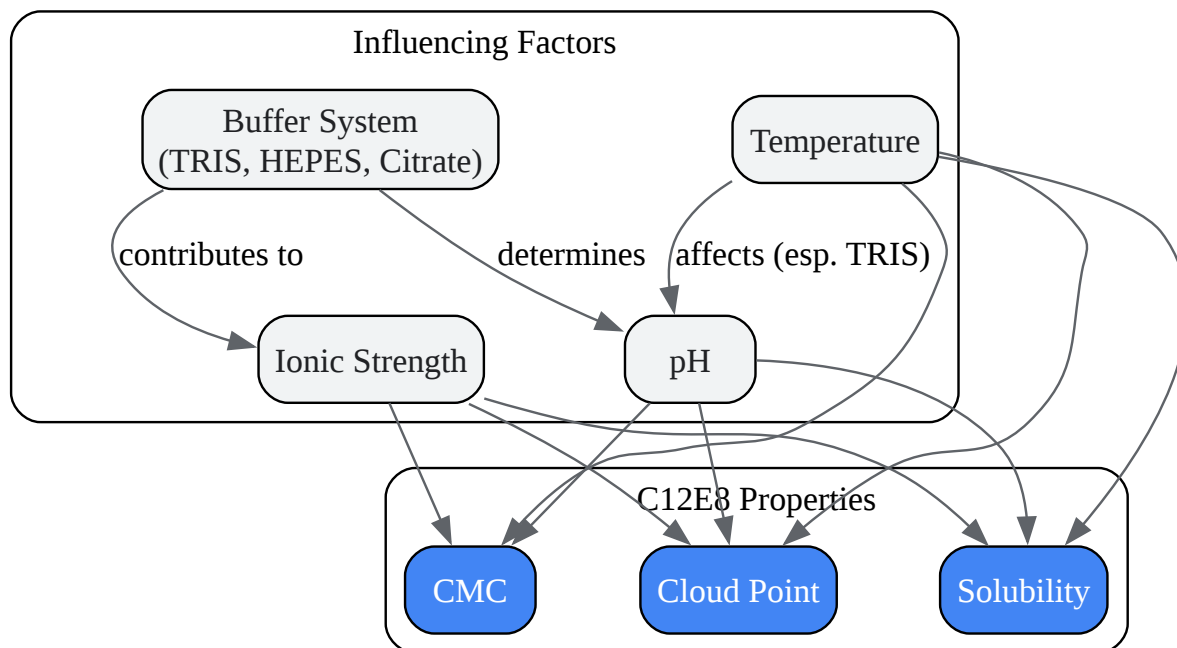 Influencing Factors
Buffer System
(TRIS, HEPES, Citrate)
Temperature
contributes to
determines
affects (esp. TRIS)
Ionic Strength
pH
C12E8 Properties
CMC
Cloud Point
Solubility